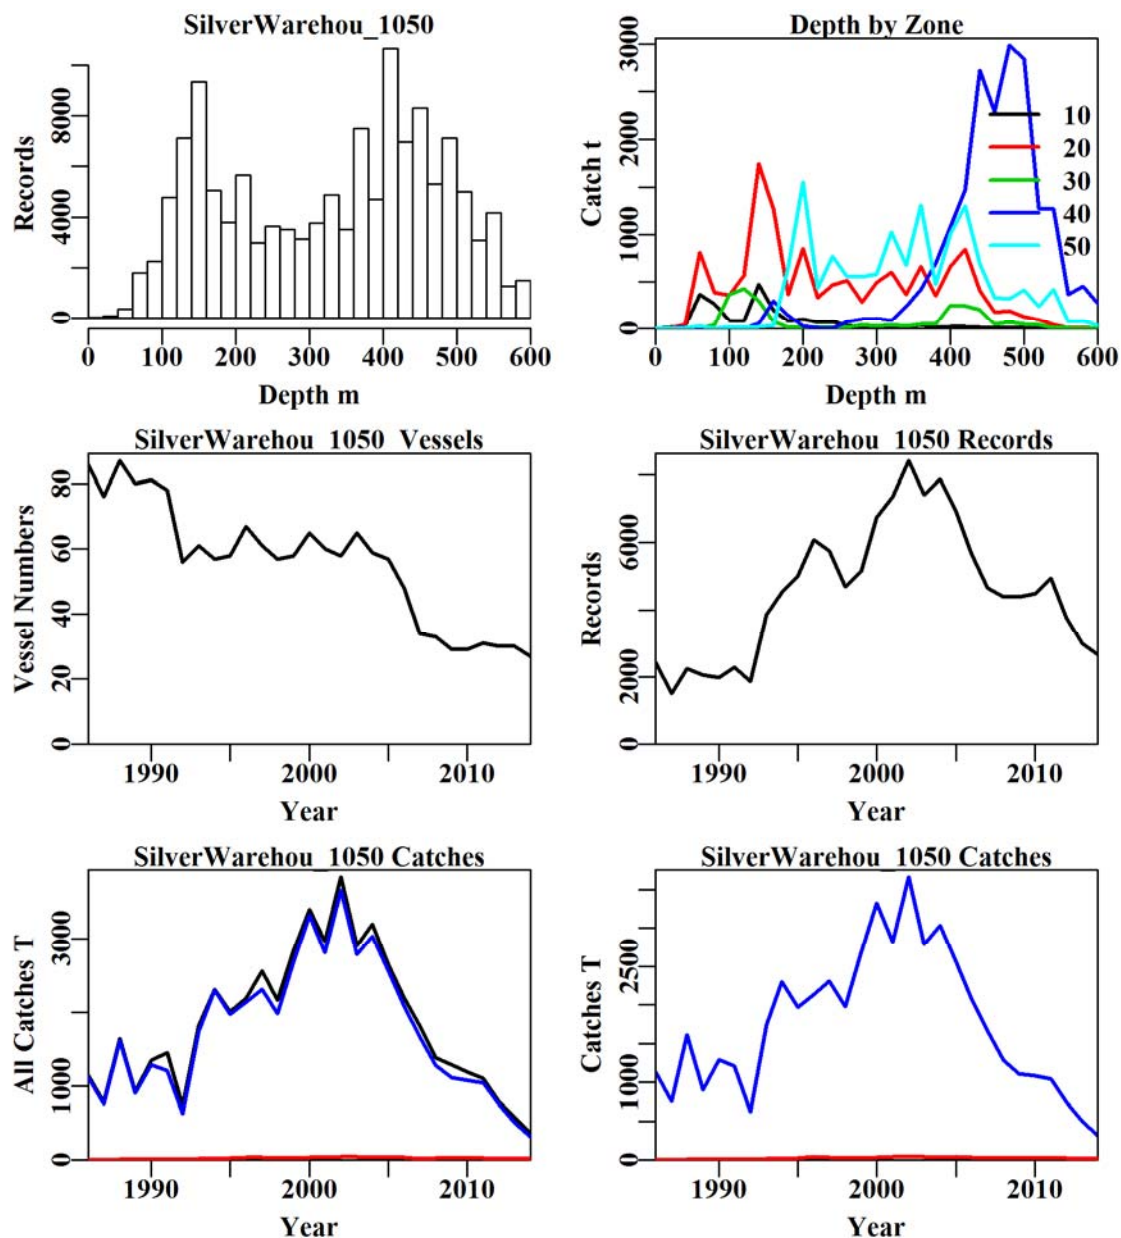 SilverWarehou_1050
Records
0 4000 8000
0 100 200 300 400 500 600
Depth m
Depth by Zone
Catch t
0 1000 2000 3000
10
20
30
40
50
0 100 200 300 400 500 600
Depth m
SilverWarehou_1050_Vessels
Vessel Numbers
0 20 40 60 80
1990 2000 2010
Year
SilverWarehou_1050 Records
Records
0 2000 6000
1990 2000 2010
Year
SilverWarehou_1050 Catches
All Catches T
0 1000 3000
1990 2000 2010
Year
SilverWarehou_1050 Catches
Catches T
0 1000 2500
1990 2000 2010
Year